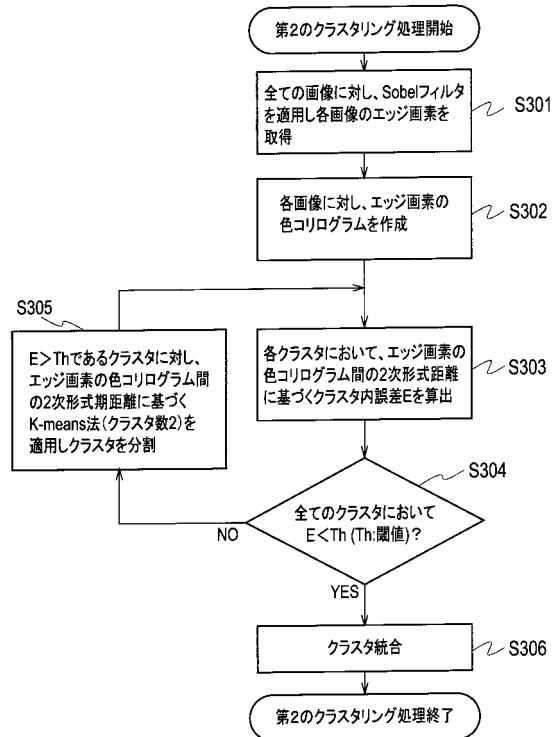 第2のクラスタリング処理開始
全ての画像に対し、Sobelフィルタ
を適用し各画像のエッジ画素を
取得
S301
各画像に対し、エッジ画素の
色コリログラムを作成
S302
S305
E＞Thであるクラスタに対し、
エッジ画素の色コリログラム間
の2次形式期距離に基づく
K-means法(クラスタ数2)を
適用しクラスタを分割
各クラスタにおいて、エッジ画素の
色コリログラム間の2次形式距離
に基づくクラスタ内誤差Eを算出
S303
S304
全てのクラスタにおいて
E＜Th (Th:閾値)?
NO
YES
クラスタ統合
S306
第2のクラスタリング処理終了